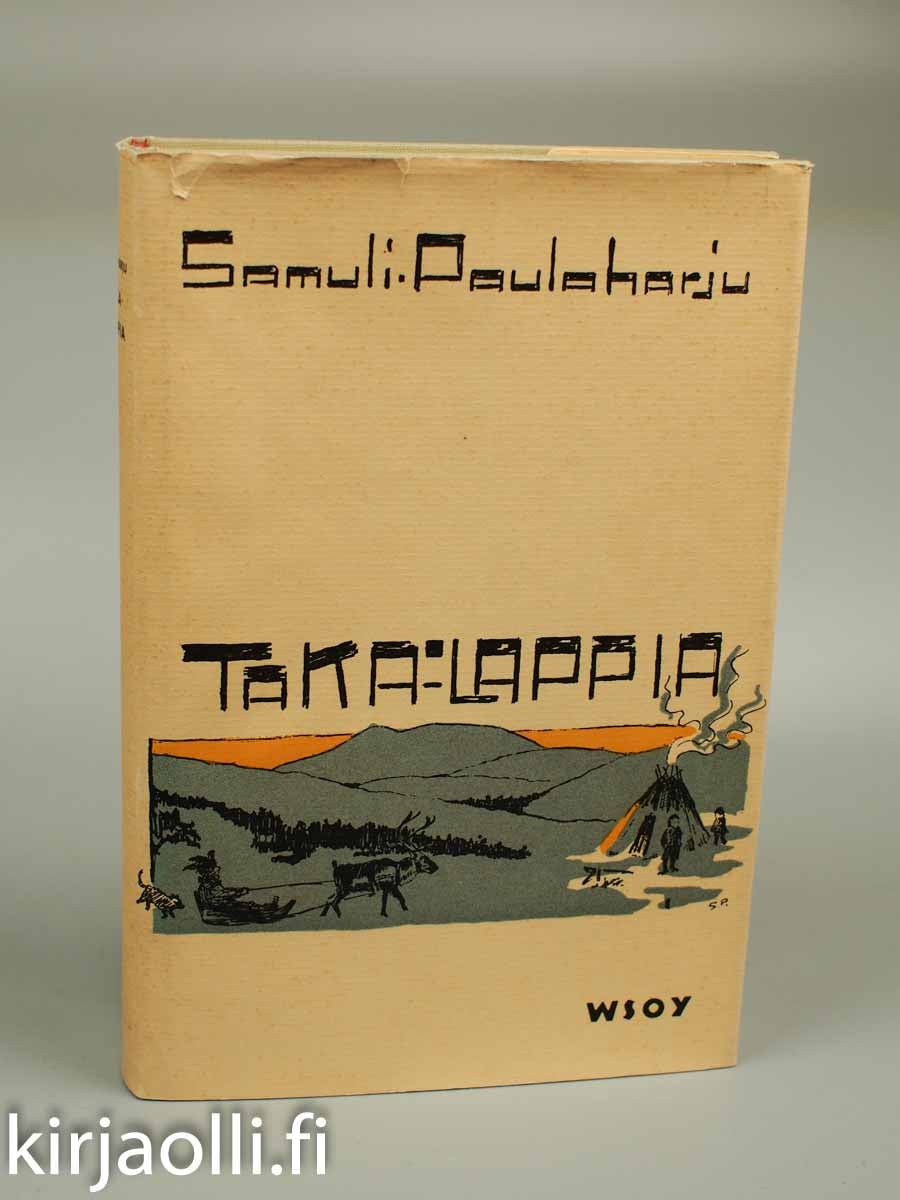 Samuli·Paulaharju
TaKA:LAPPIA
S P.
WSOY
kirjaolli.fi